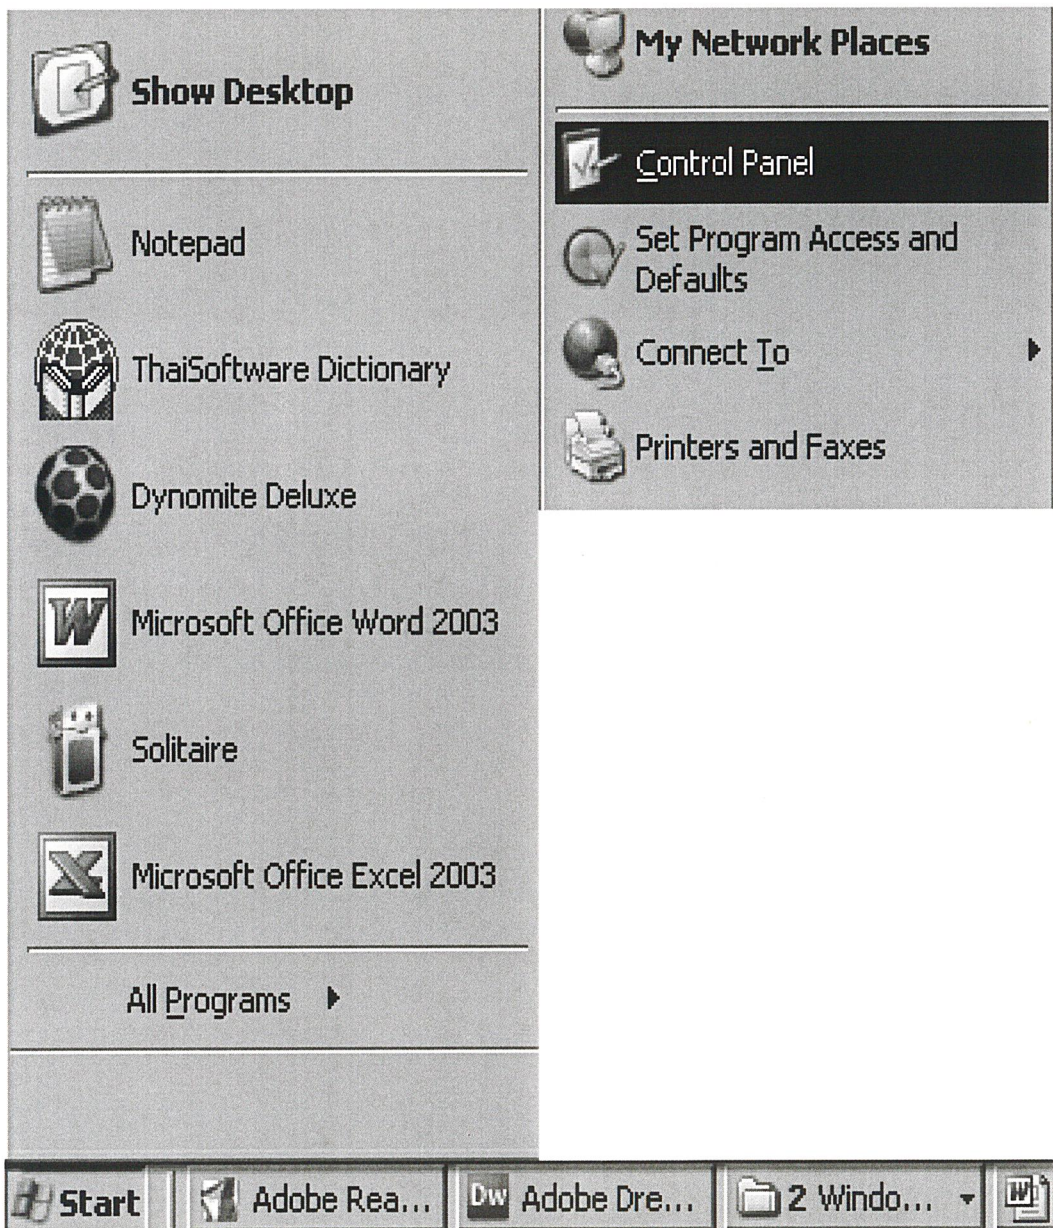 Show Desktop
Notepad
ThaiSoftware Dictionary
Dynomite Deluxe
Microsoft Office Word 2003
Solitaire
Microsoft Office Excel 2003
All Programs
My Network Places
Control Panel
Set Program Access and
Defaults
Connect To
Printers and Faxes
Start
Adobe Rea...
Dw Adobe Dre...
2 Windo...